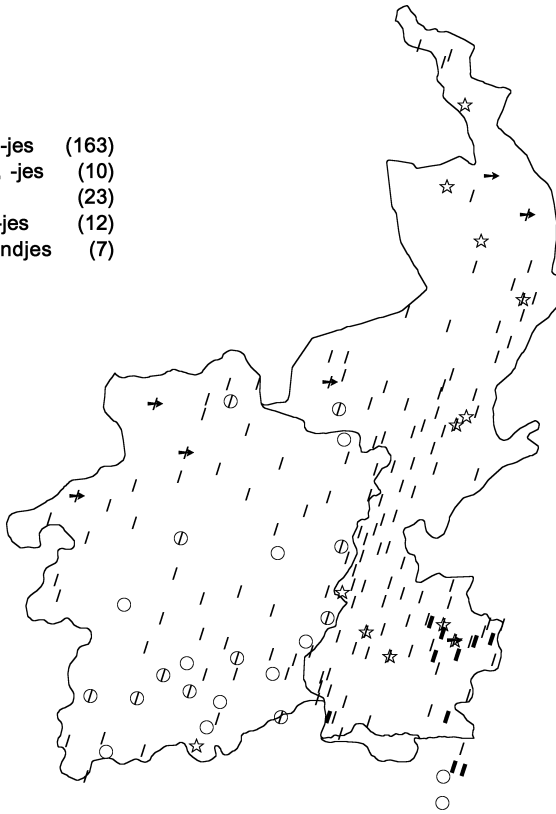 -jes (163)
-jes (10)
(23)
-jes (12)
ndjes (7)